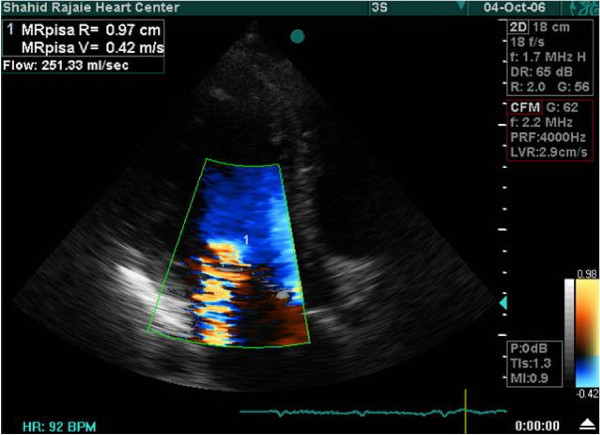 Shahid Rajaie Heart Center
3S
04-Oct-06
1 MRpisa R= 0.97 cm
MRpisa V= 0.42 m/s
Flow: 251.33 ml/sec
2D 18 cm
18 f/s
f: 1.7 MHz H
DR: 65 dB
R: 2.0 G: 56
CFM G: 62
f: 2.2 MHz
PRF:4000Hz
LVR:2.9cm/s
1
0.98
-0.42
P:0dB
TIs:1.3
MI:0.9
HR: 92 BPM
0:00:00